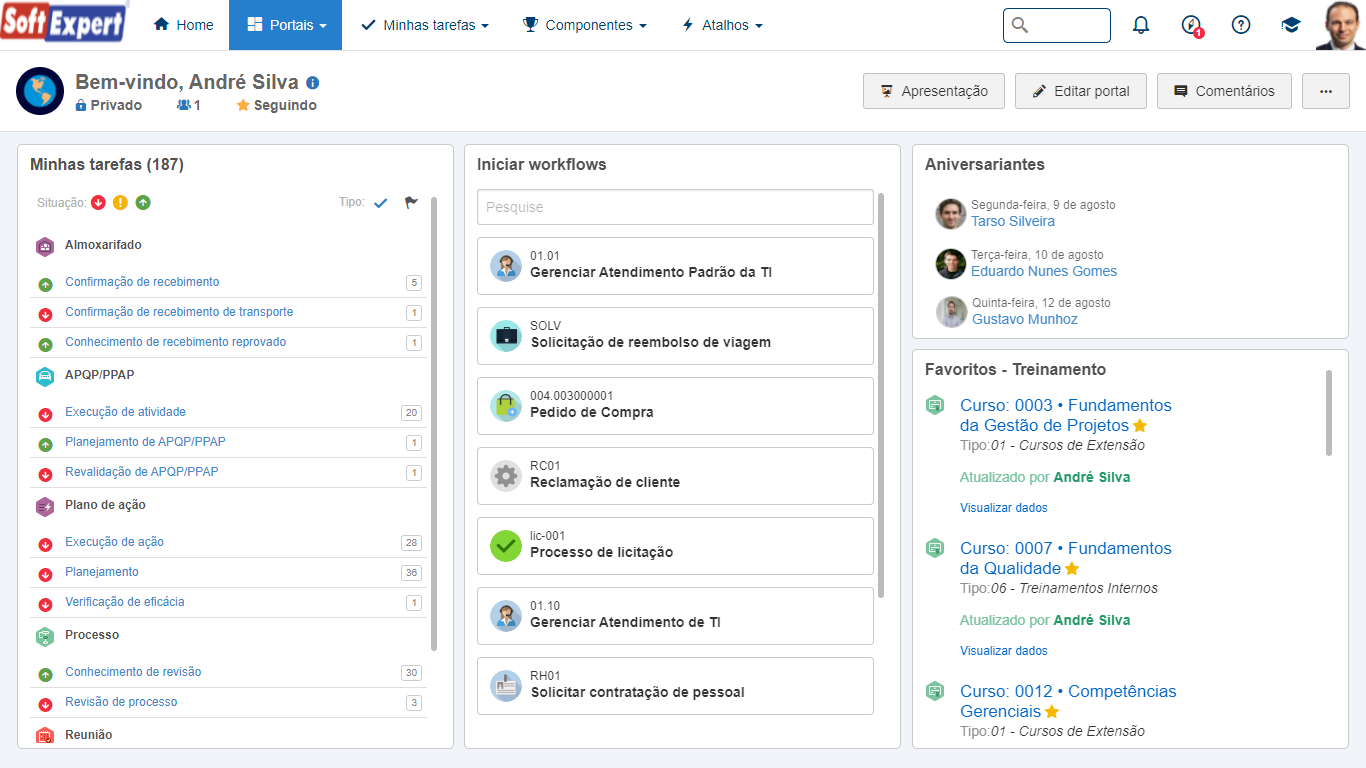 SoftExpert
Home
Portais
Minhas tarefas
Componentes
Atalhos
1
Bem-vindo, André Silva
Privado
1
Seguindo
Apresentação
Editar portal
Comentários
...
Minhas tarefas (187)
Situação:
Tipo:
Almoxarifado
Confirmação de recebimento 5
Confirmação de recebimento de transporte 1
Conhecimento de recebimento reprovado 1
APQP/PPAP
Execução de atividade 20
Planejamento de APQP/PPAP 1
Revalidação de APQP/PPAP 1
Plano de ação
Execução de ação 28
Planejamento 36
Verificação de eficácia 1
Processo
Conhecimento de revisão 30
Revisão de processo 3
Reunião
Iniciar workflows
Pesquise
01.01
Gerenciar Atendimento Padrão da TI
SOLV
Solicitação de reembolso de viagem
004.003000001
Pedido de Compra
RC01
Reclamação de cliente
lic-001
Processo de licitação
01.10
Gerenciar Atendimento de TI
RH01
Solicitar contratação de pessoal
Aniversariantes
Segunda-feira, 9 de agosto
Tarso Silveira
Terça-feira, 10 de agosto
Eduardo Nunes Gomes
Quinta-feira, 12 de agosto
Gustavo Munhoz
Favoritos - Treinamento
Curso: 0003 • Fundamentos
da Gestão de Projetos
Tipo:01 - Cursos de Extensão
Atualizado por André Silva
Visualizar dados
Curso: 0007 • Fundamentos
da Qualidade
Tipo:06 - Treinamentos Internos
Atualizado por André Silva
Visualizar dados
Curso: 0012 • Competências
Gerenciais
Tipo:01 - Cursos de Extensão